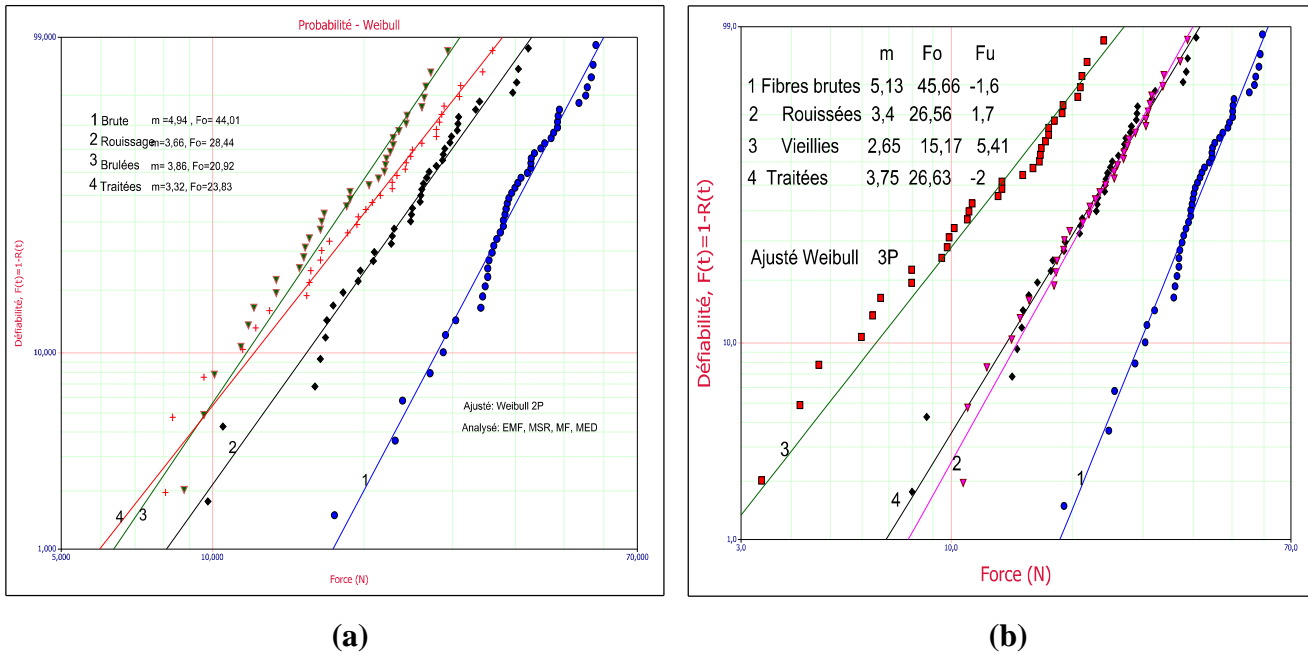 Probabilité - Weibull
99,000
1 Brute m =4,94 , Fo= 44,01
2 Rouissage m=3,66, Fo= 28,44
3 Brulées m= 3,86, Fo=20,92
4 Traitées m=3,32, Fo=23,83
Défiabilité, F(t)=1-R(t)
10,000
Ajusté: Weibull 2P
Analysé: EMF, MSR, MF, MED
2
1
4
3
1,000
5,000
10,000
70,000
Force (N)
(a)
99,0
m Fo Fu
1 Fibres brutes 5,13 45,66 -1,6
2 Rouissées 3,4 26,56 1,7
3 Vieillies 2,65 15,17 5,41
4 Traitées 3,75 26,63 -2
Ajusté Weibull 3P
Défiabilité, F(t)=1-R(t)
10,0
3
2
1
4
1,0
3,0
10,0
70,0
Force (N)
(b)